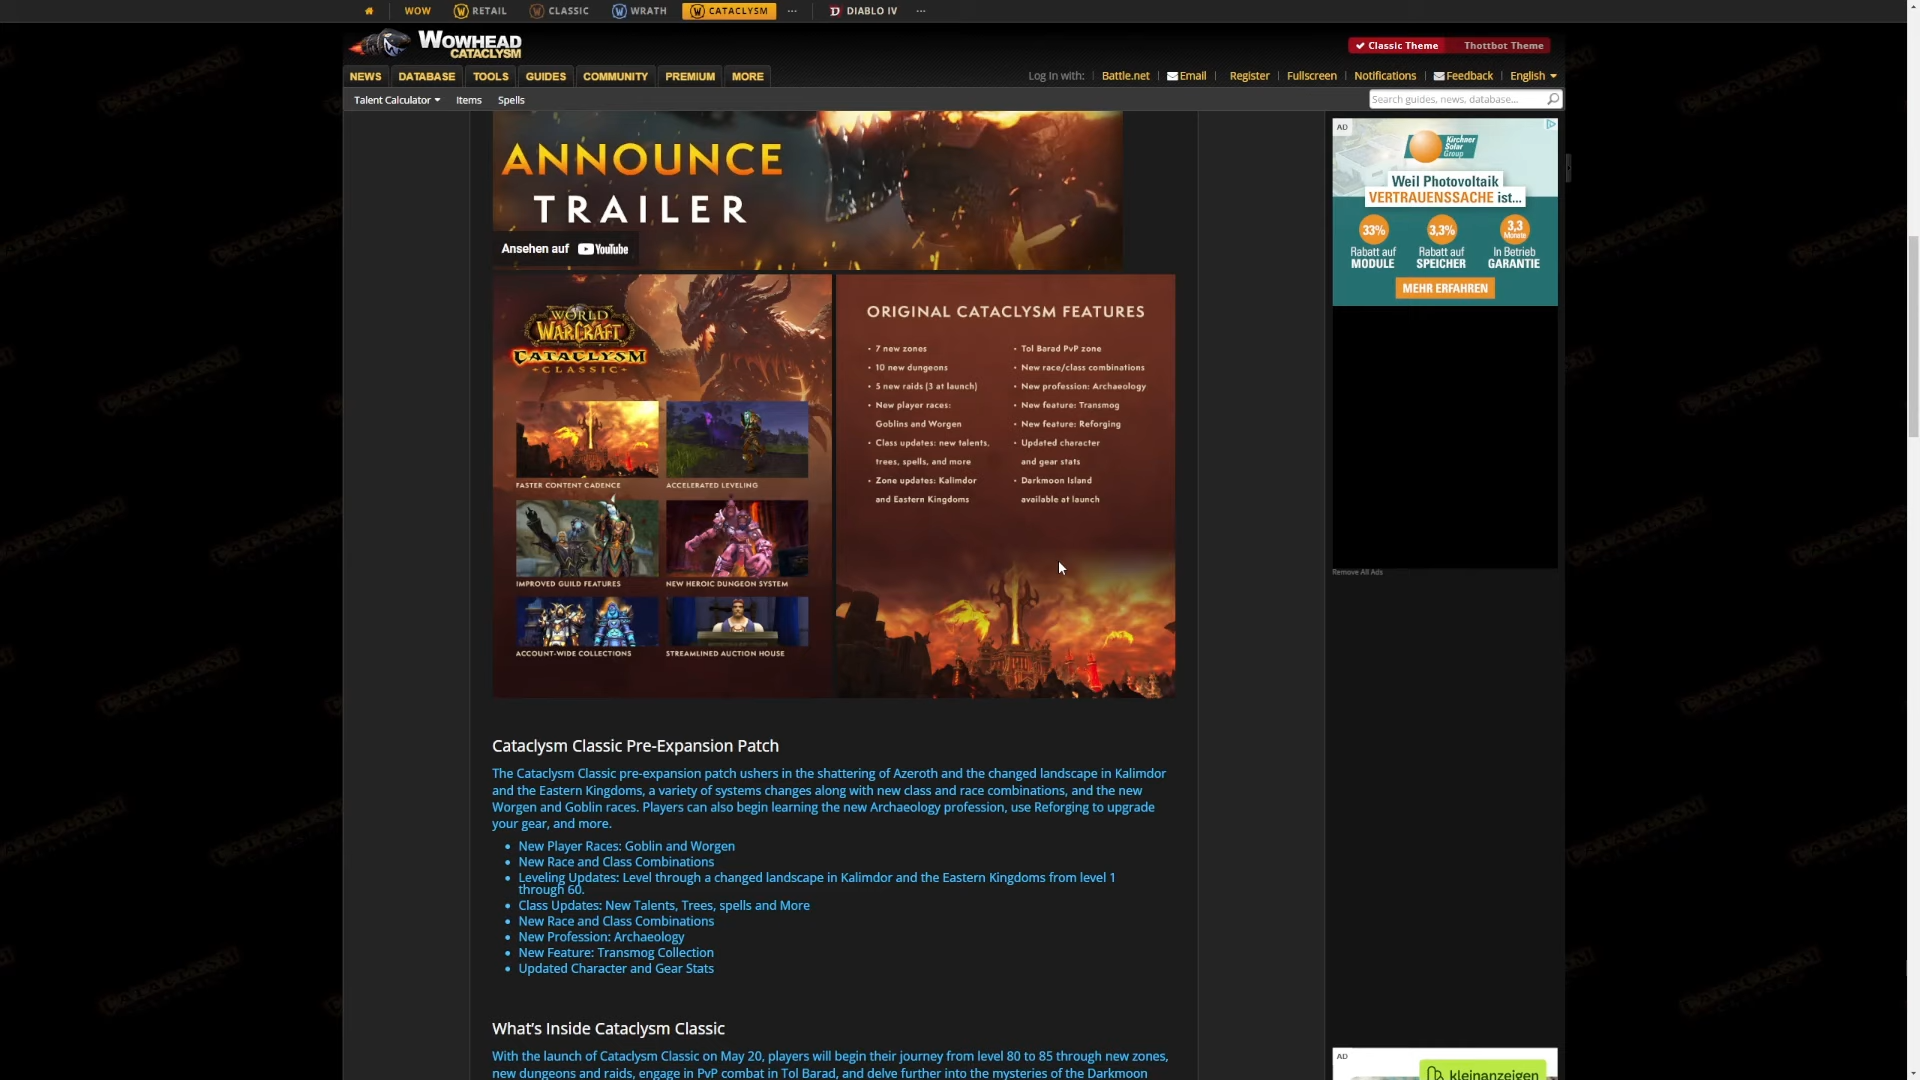 WOW
RETAIL
CLASSIC
WRATH
CATACLYSM
...
DIABLO IV
...
WOWHEAD
CATACLYSM
Classic Theme
Thottbot Theme
NEWS
DATABASE
TOOLS
GUIDES
COMMUNITY
PREMIUM
MORE
Log In with:
Battle.net
Email
Register
Fullscreen
Notifications
Feedback
English
Talent Calculator
Items
Spells
Search guides, news, database...
ANNOUNCE
TRAILER
Ansehen auf YouTube
AD
Kirchner
Solar
Group
Weil Photovoltaik
VERTRAUENSSACHE ist...
33%
Rabatt auf
MODULE
3,3%
Rabatt auf
SPEICHER
3,3
Monate
In Betrieb
GARANTIE
MEHR ERFAHREN
Remove All Ads
WORLD
OF
WARCRAFT
CATACLYSM
CLASSIC
FASTER CONTENT CADENCE
ACCELERATED LEVELING
IMPROVED GUILD FEATURES
NEW HEROIC DUNGEON SYSTEM
ACCOUNT-WIDE COLLECTIONS
STREAMLINED AUCTION HOUSE
ORIGINAL CATACLYSM FEATURES
• 7 new zones
• 10 new dungeons
• 5 new raids (3 at launch)
• New player races:
Goblins and Worgen
• Class updates: new talents,
trees, spells, and more
• Zone updates: Kalimdor
and Eastern Kingdoms
• Tol Barad PvP zone
• New race/class combinations
• New profession: Archaeology
• New feature: Transmog
• New feature: Reforging
• Updated character
and gear stats
• Darkmoon Island
available at launch
Cataclysm Classic Pre-Expansion Patch
The Cataclysm Classic pre-expansion patch ushers in the shattering of Azeroth and the changed landscape in Kalimdor
and the Eastern Kingdoms, a variety of systems changes along with new class and race combinations, and the new
Worgen and Goblin races. Players can also begin learning the new Archaeology profession, use Reforging to upgrade
your gear, and more.
• New Player Races: Goblin and Worgen
• New Race and Class Combinations
• Leveling Updates: Level through a changed landscape in Kalimdor and the Eastern Kingdoms from level 1
through 60.
• Class Updates: New Talents, Trees, spells and More
• New Race and Class Combinations
• New Profession: Archaeology
• New Feature: Transmog Collection
• Updated Character and Gear Stats
What's Inside Cataclysm Classic
With the launch of Cataclysm Classic on May 20, players will begin their journey from level 80 to 85 through new zones,
new dungeons and raids, engage in PvP combat in Tol Barad, and delve further into the mysteries of the Darkmoon
AD
kleinanzeigen